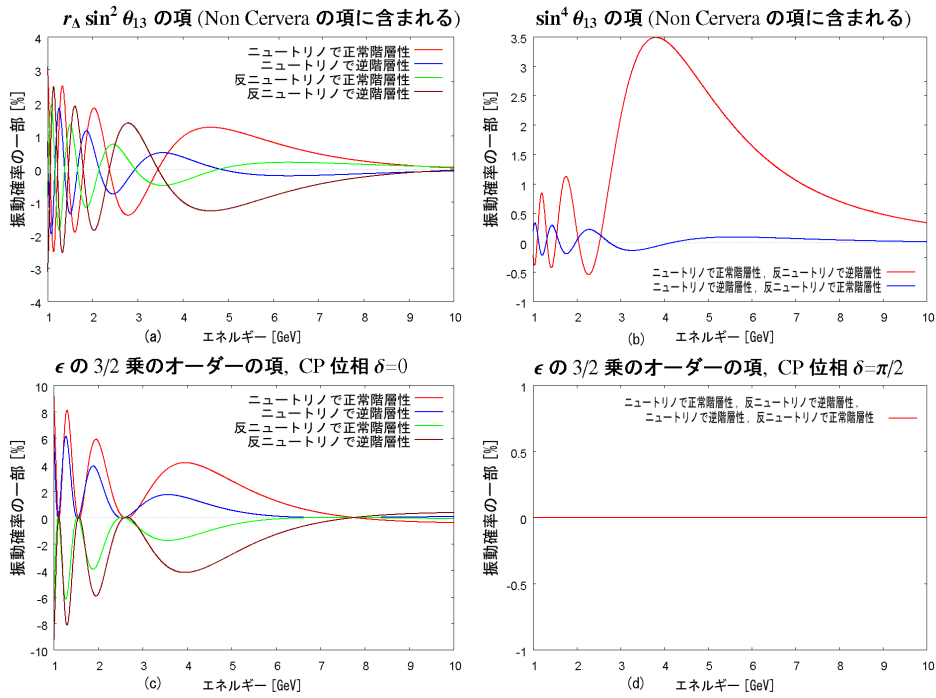 r_Δ sin² θ₁₃ の項 (Non Cervera の項に含まれる)
振動確率の一部 [%]
4
3
2
1
0
-1
-2
-3
-4
ニュートリノで正常階層性
ニュートリノで逆階層性
反ニュートリノで正常階層性
反ニュートリノで逆階層性
1 2 3 4 5 6 7 8 9 10
(a) エネルギー [GeV]
sin⁴ θ₁₃ の項
振動確率の一部 [%]
3.5
3
2.5
1.5
0.5
0
-0.5
-1
ニュートリノで正常階層性, 反ニュートリノで逆階層性
ニュートリノで逆階層性, 反ニュートリノで正常階層性
1 2 3 4 5 6 7 8 9 10
(b) エネルギー [GeV]
ϵ の 3/2 乗のオーダーの項, CP 位相 δ=0
振動確率の一部 [%]
10
8
6
4
2
0
-2
-4
-6
-8
-10
ニュートリノで正常階層性
ニュートリノで逆階層性
反ニュートリノで正常階層性
反ニュートリノで逆階層性
1 2 3 4 5 6 7 8 9 10
(c) エネルギー [GeV]
ϵ の 3/2 乗のオーダーの項, CP 位相 δ=π/2
振動確率の一部 [%]
1
0.5
0
-0.5
-1
ニュートリノで正常階層性, 反ニュートリノで逆階層性,
ニュートリノで逆階層性, 反ニュートリノで正常階層性
1 2 3 4 5 6 7 8 9 10
(d) エネルギー [GeV]